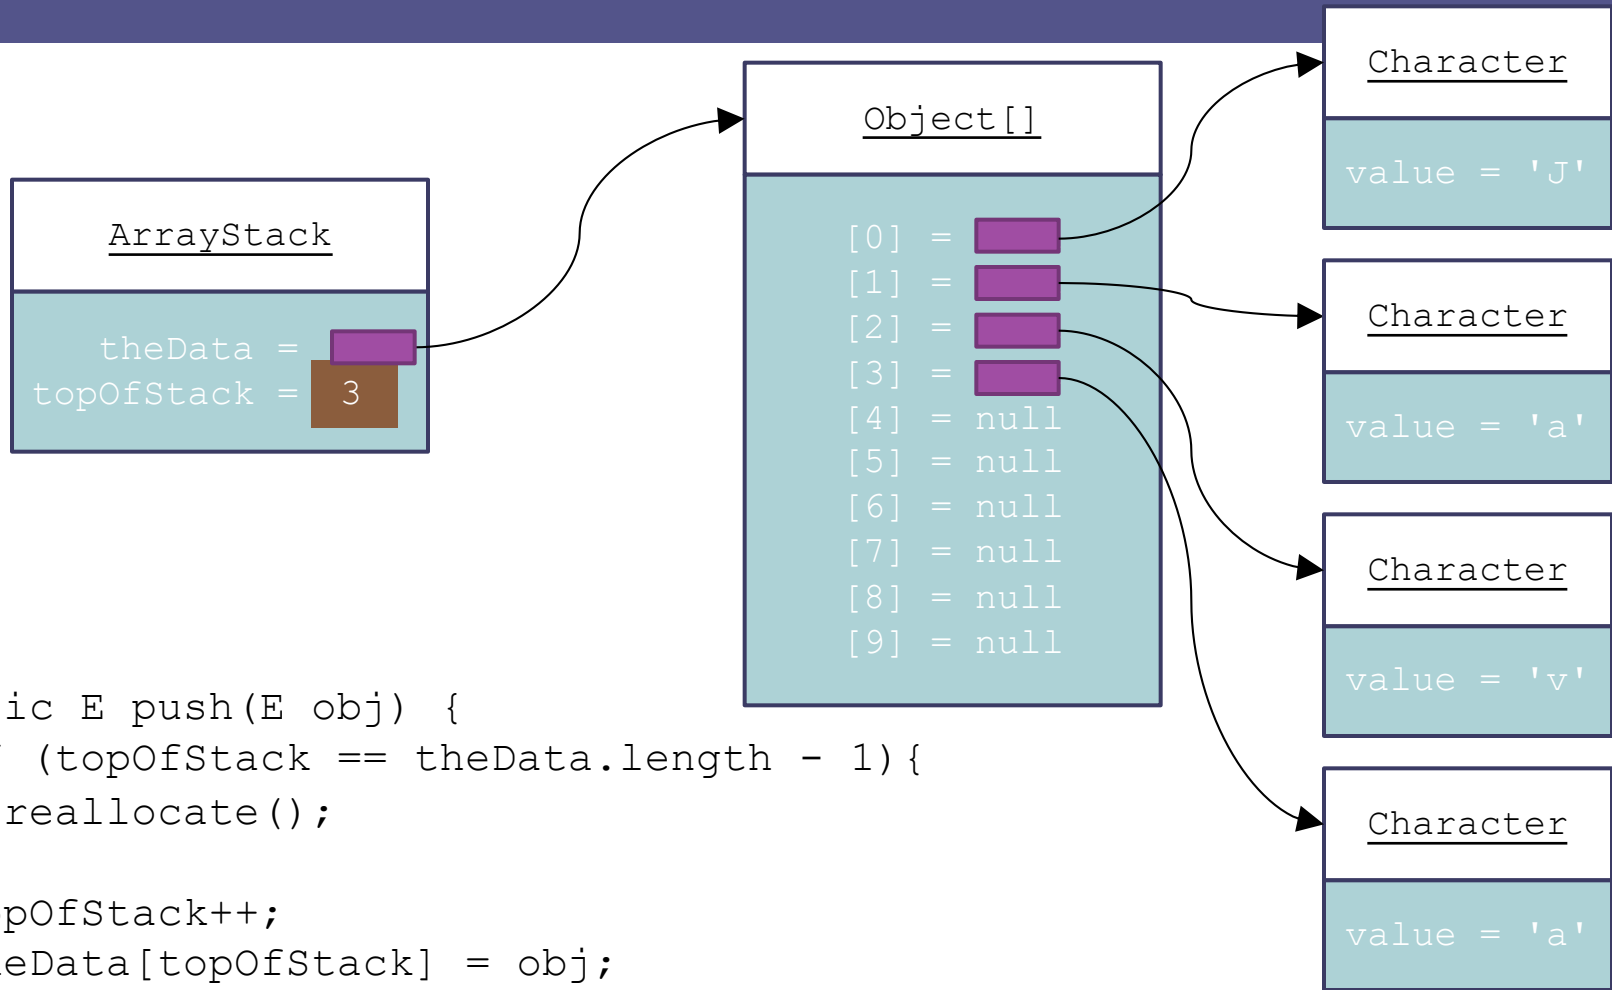 ArrayStack
theData =
topOfStack = 3
Object[]
[0] =
[1] =
[2] =
[3] =
[4] = null
[5] = null
[6] = null
[7] = null
[8] = null
[9] = null
Character
value = 'J'
Character
value = 'a'
Character
value = 'v'
Character
value = 'a'
ic E push(E obj) {
(topOfStack == theData.length - 1){
reallocate();
pOfStack++;
eData[topOfStack] = obj;